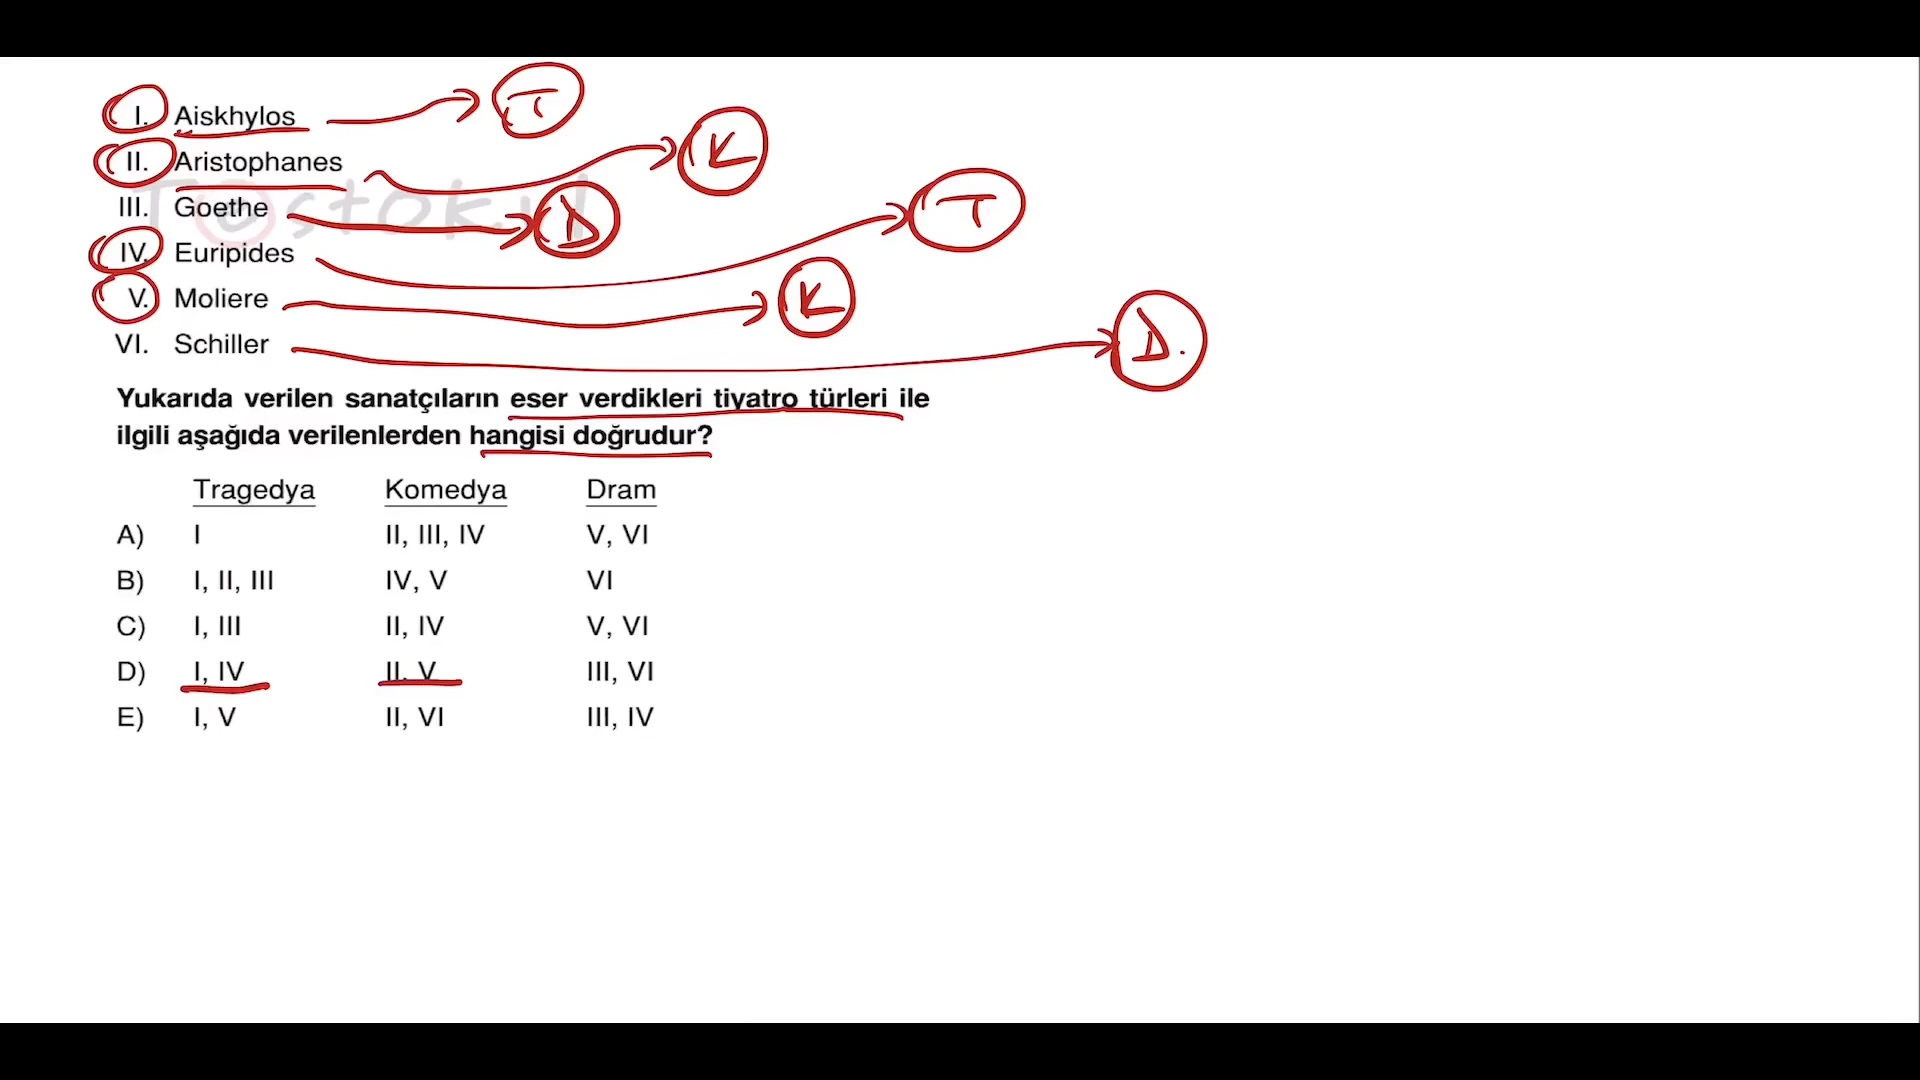 I. Aiskhylos T
II. Aristophanes K
III. Goethe D
IV. Euripides T
V. Moliere K
VI. Schiller D.
Yukarıda verilen sanatçıların eser verdikleri tiyatro türleri ile
ilgili aşağıda verilenlerden hangisi doğrudur?
Tragedya Komedya Dram
A) I II, III, IV V, VI
B) I, II, III IV, V VI
C) I, III II, IV V, VI
D) I, IV II, V III, VI
E) I, V II, VI III, IV